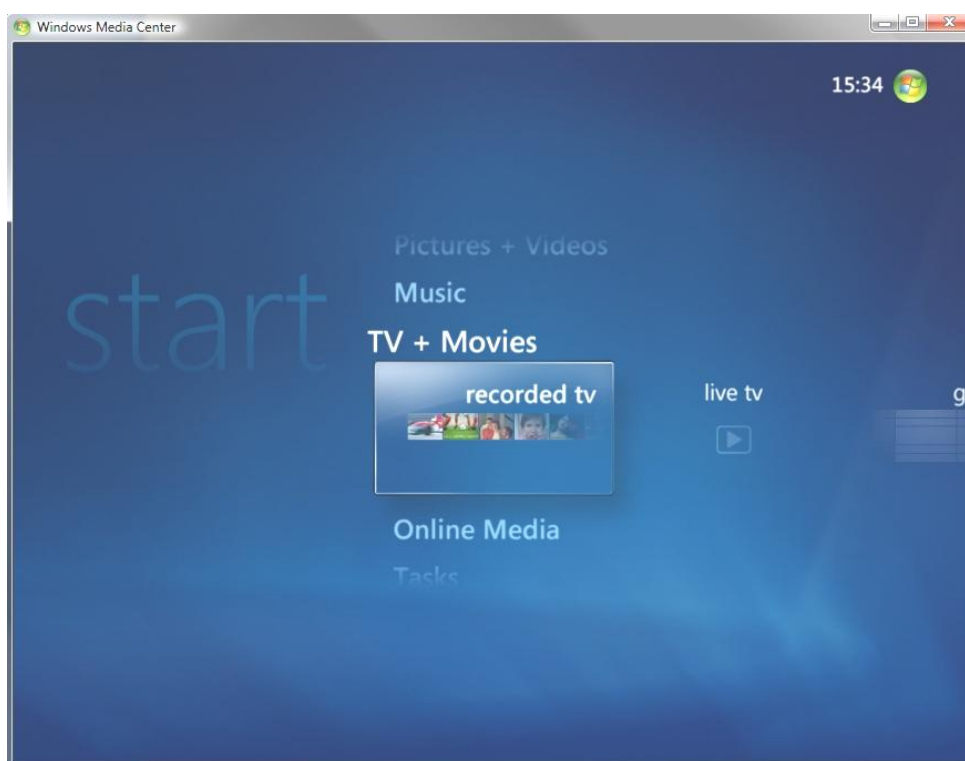 Windows Media Center
15:34
start
Pictures + Videos
Music
TV + Movies
recorded tv
live tv
g
Online Media
Tasks